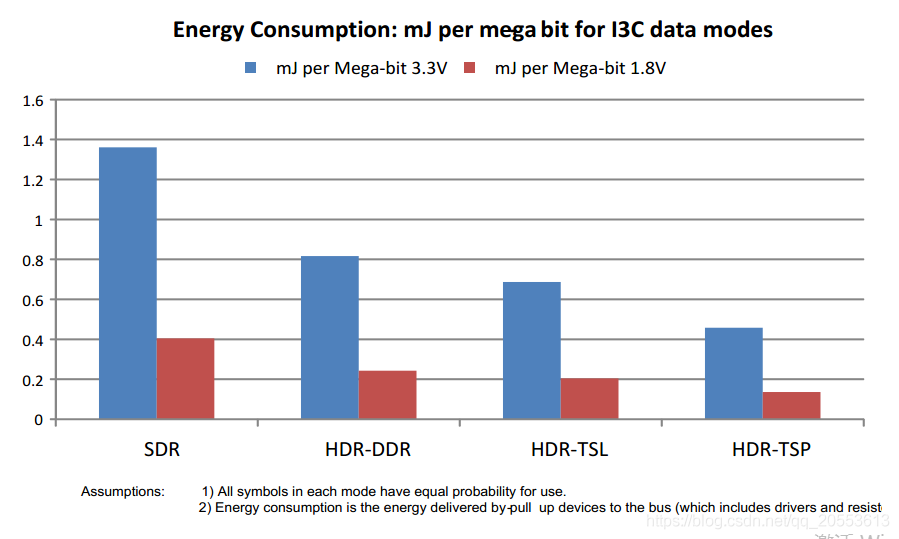 Energy Consumption: mJ per mega bit for I3C data modes
mJ per Mega-bit 3.3V mJ per Mega-bit 1.8V
1.6
1.4
1.2
1
0.8
0.6
0.4
0.2
0
SDR HDR-DDR HDR-TSL HDR-TSP
Assumptions: 1) All symbols in each mode have equal probability for use.
2) Energy consumption is the energy delivered by-pull up devices to the bus (which includes drivers and resist
https://blog.csdn.net/qq_20553613